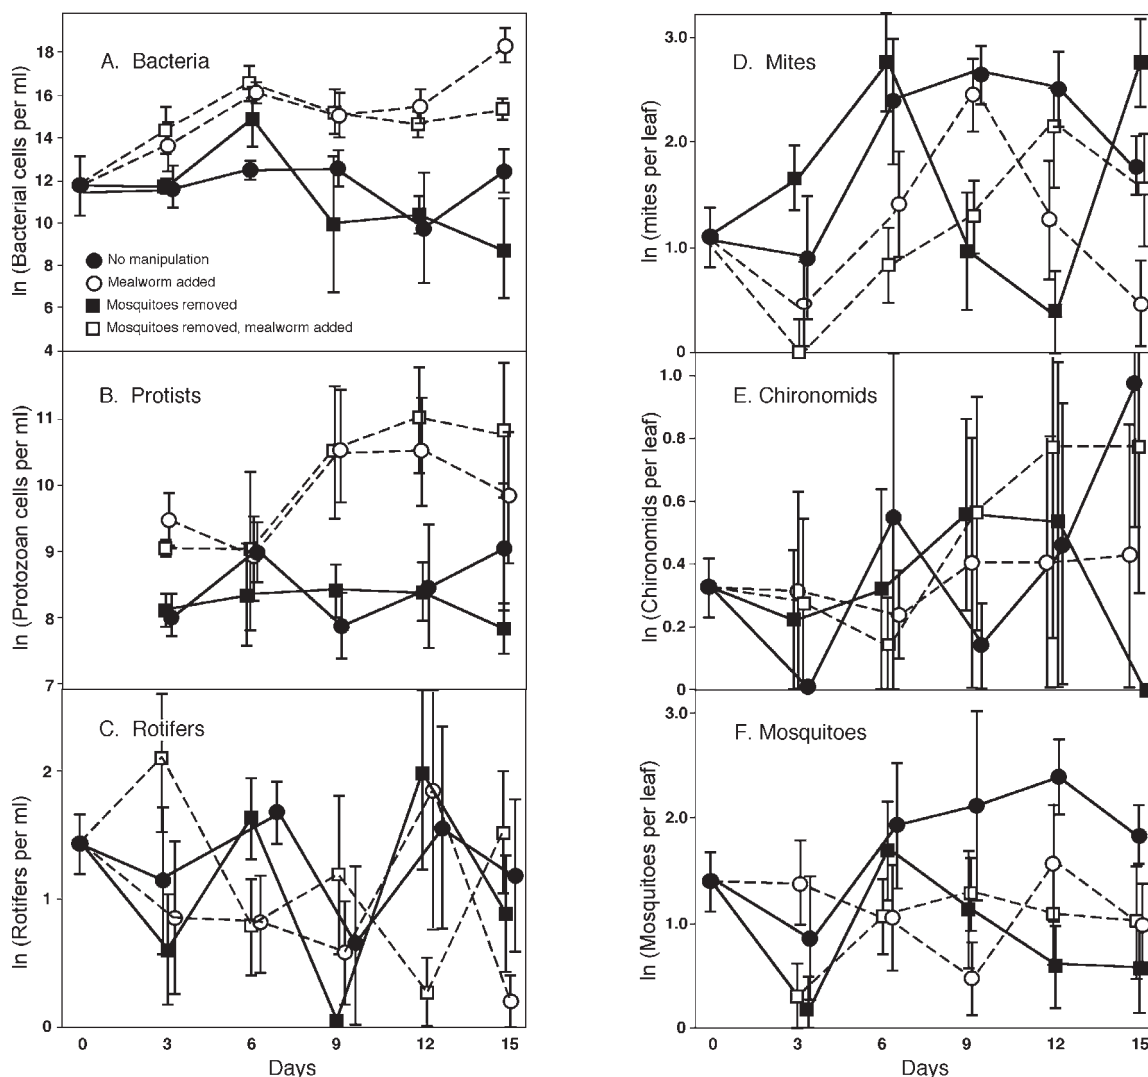 A. Bacteria
ln (Bacterial cells per ml)
18
16
14
12
10
8
6
4
No manipulation
Mealworm added
Mosquitoes removed
Mosquitoes removed, mealworm added
B. Protists
ln (Protozoan cells per ml)
11
10
9
8
7
C. Rotifers
ln (Rotifers per ml)
2
1
0
0 3 6 9 12 15
Days
D. Mites
ln (mites per leaf)
3.0
2.0
1.0
0
E. Chironomids
ln (Chironomids per leaf)
1.0
0.8
0.6
0.4
0.2
0
F. Mosquitoes
ln (Mosquitoes per leaf)
3.0
2.0
1.0
0
0 3 6 9 12 15
Days